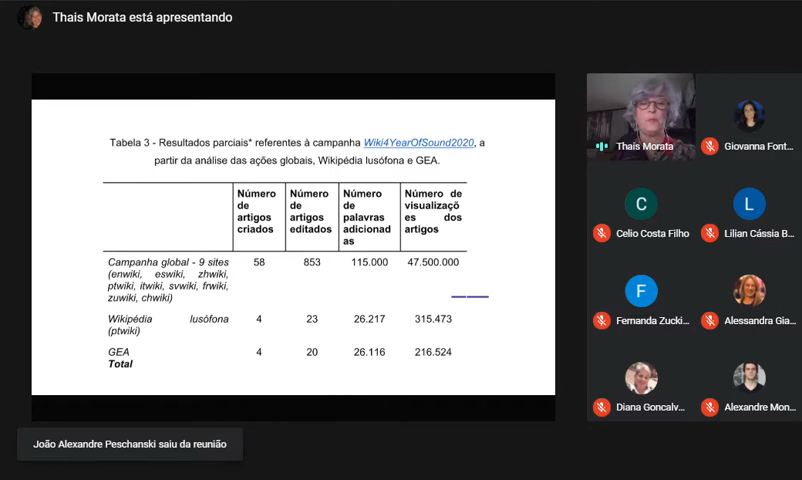 Thais Morata está apresentando
Tabela 3 - Resultados parciais* referentes à campanha Wiki4YearOfSound2020, a
partir da análise das ações globais, Wikipédia lusófona e GEA.
Número de artigos criados
Número de artigos editados
Número de palavras adicionad as
Número de visualizaçõ es dos artigos
Campanha global - 9 sites
(enwiki, eswiki, zhwiki,
ptwiki, itwiki, svwiki, frwiki,
zuwiki, chwiki)
58 853 115.000 47.500.000
Wikipédia lusófona
(ptwiki)
4 23 26.217 315.473
GEA 4 20 26.116 216.524
Total
Thais Morata
Giovanna Font...
C
Celio Costa Filho
L
Lilian Cássia B...
F
Fernanda Zucki...
Alessandra Gia...
Diana Goncalv...
Alexandre Mon...
João Alexandre Peschanski saiu da reunião